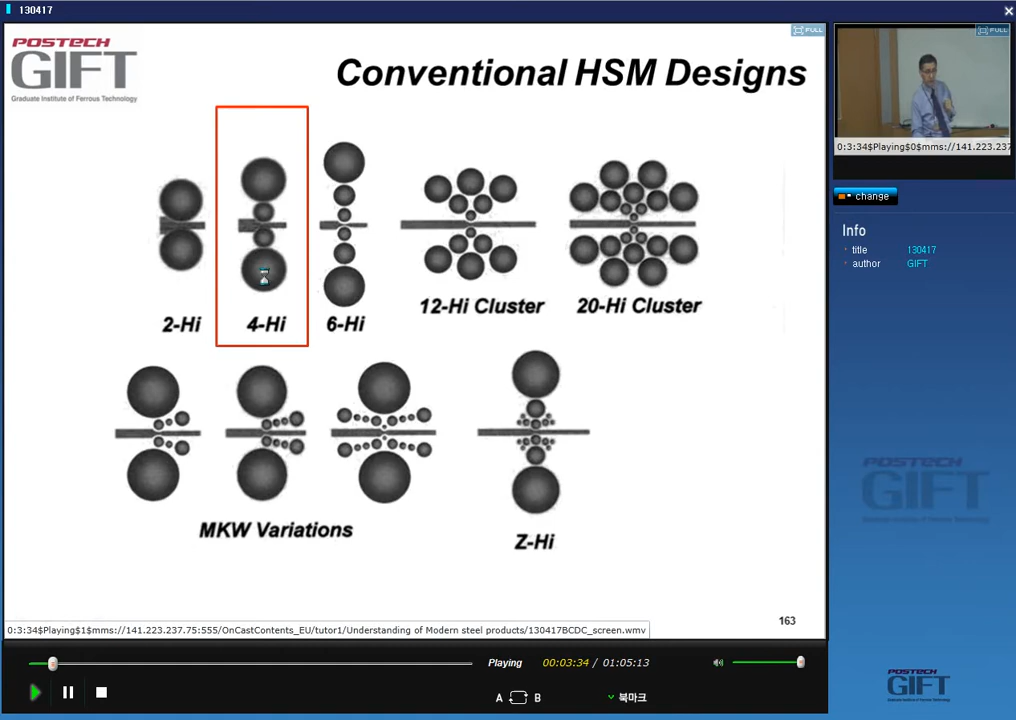 130417
POSTECH
GIFT
Graduate Institute of Ferrous Technology
Conventional HSM Designs
FULL
2-Hi
4-Hi
6-Hi
12-Hi Cluster
20-Hi Cluster
MKW Variations
Z-Hi
163
0:3:34$Playing$1$mms://141.223.237.75:555/OnCastContents_EU/tutor1/Understanding of Modern steel products/130417BCDC_screen.wmv
Playing
00:03:34 / 01:05:13
A B
북마크
FULL
0:3:34$Playing$0$mms://141.223.237
change
Info
title 130417
author GIFT
POSTECH
GIFT
POSTECH
GIFT